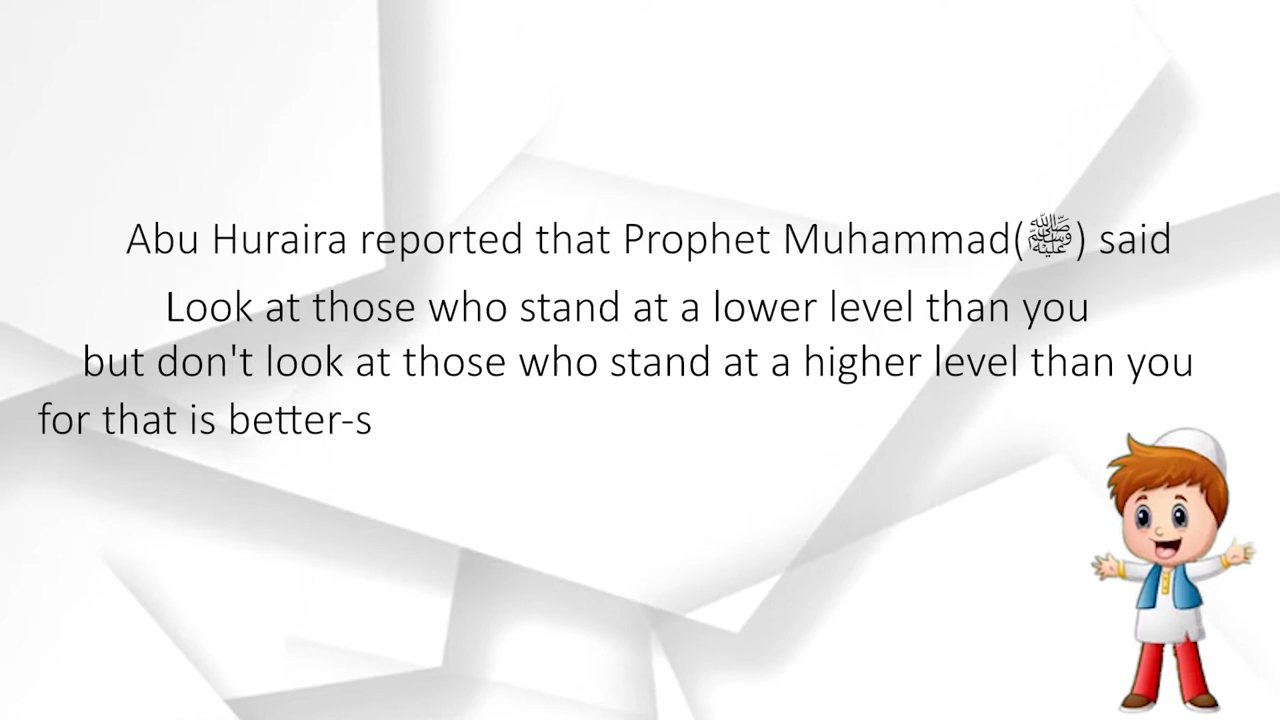 Abu Huraira reported that Prophet Muhammad(ﷺ) said
Look at those who stand at a lower level than you
but don't look at those who stand at a higher level than you
for that is better-s